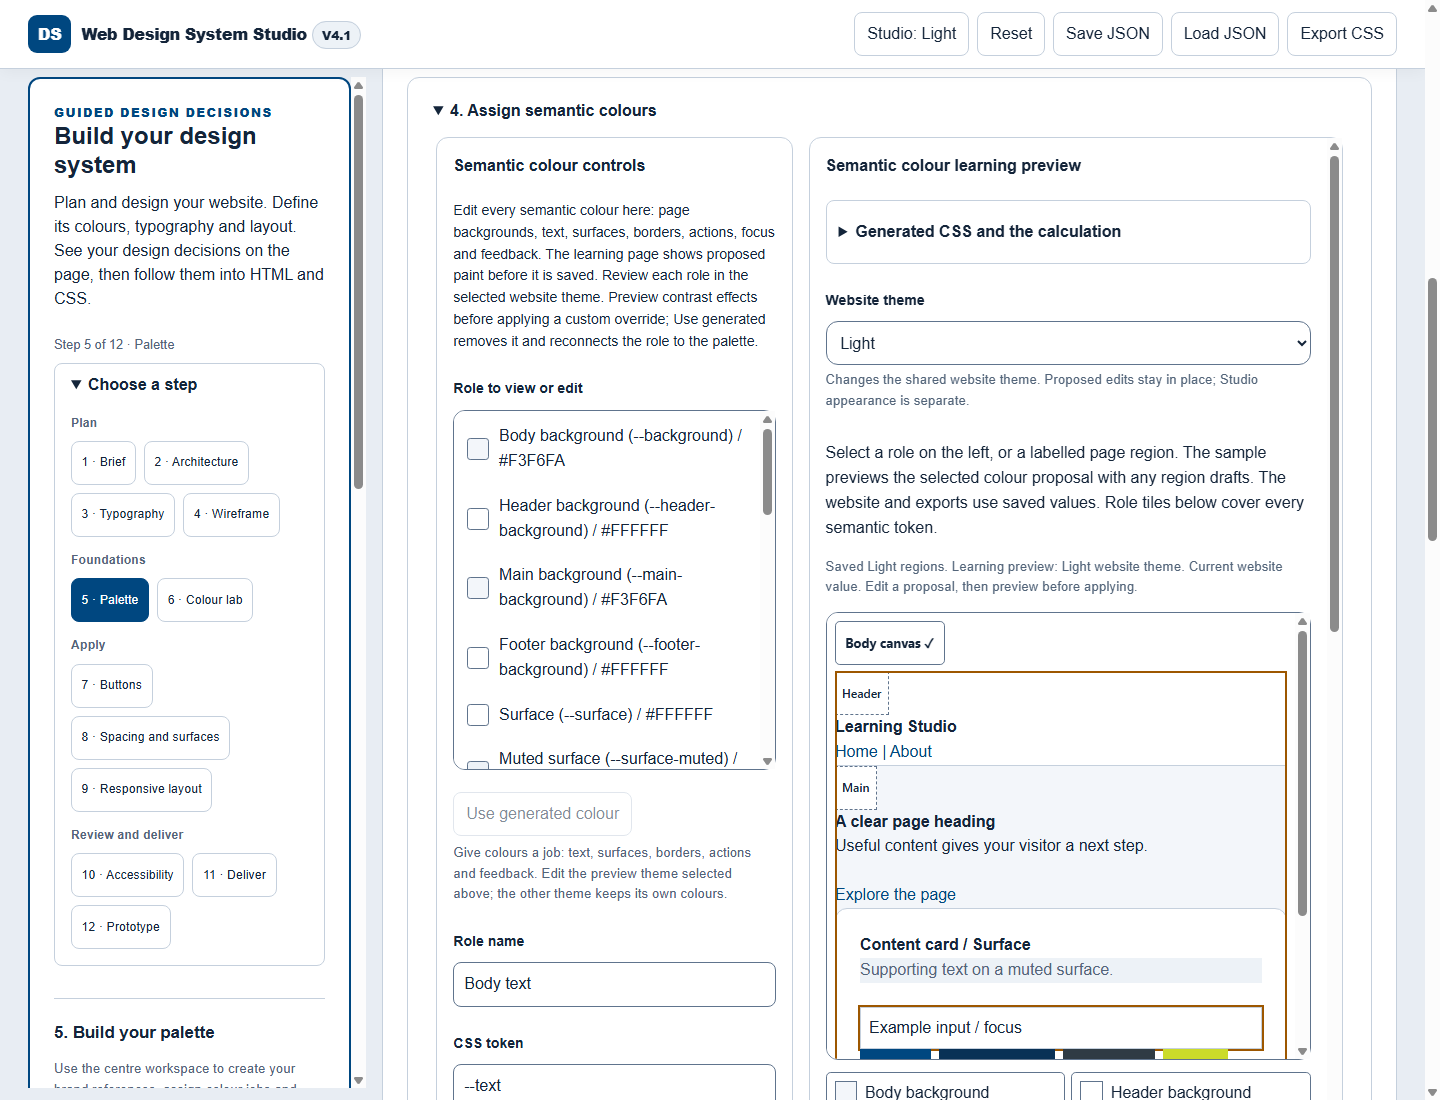 DS Web Design System Studio V4.1
Studio: Light Reset Save JSON Load JSON Export CSS
GUIDED DESIGN DECISIONS
Build your design
system
Plan and design your website. Define
its colours, typography and layout.
See your design decisions on the
page, then follow them into HTML and
CSS.
Step 5 of 12 · Palette
▼ Choose a step
Plan
1 · Brief 2 · Architecture
3 · Typography 4 · Wireframe
Foundations
5 · Palette 6 · Colour lab
Apply
7 · Buttons
8 · Spacing and surfaces
9 · Responsive layout
Review and deliver
10 · Accessibility 11 · Deliver
12 · Prototype
5. Build your palette
Use the centre workspace to create your
▼ 4. Assign semantic colours
Semantic colour controls
Edit every semantic colour here: page
backgrounds, text, surfaces, borders, actions, focus
and feedback. The learning page shows proposed
paint before it is saved. Review each role in the
selected website theme. Preview contrast effects
before applying a custom override; Use generated
removes it and reconnects the role to the palette.
Role to view or edit
Body background (--background) /
#F3F6FA
Header background (--header-
background) / #FFFFFF
Main background (--main-
background) / #F3F6FA
Footer background (--footer-
background) / #FFFFFF
Surface (--surface) / #FFFFFF
Muted surface (--surface-muted) /
Use generated colour
Give colours a job: text, surfaces, borders, actions
and feedback. Edit the preview theme selected
above; the other theme keeps its own colours.
Role name
Body text
CSS token
--text
Semantic colour learning preview
▶ Generated CSS and the calculation
Website theme
Light
Changes the shared website theme. Proposed edits stay in place; Studio
appearance is separate.
Select a role on the left, or a labelled page region. The sample
previews the selected colour proposal with any region drafts. The
website and exports use saved values. Role tiles below cover every
semantic token.
Saved Light regions. Learning preview: Light website theme. Current website
value. Edit a proposal, then preview before applying.
Body canvas ✓
Header
Learning Studio
Home | About
Main
A clear page heading
Useful content gives your visitor a next step.
Explore the page
Content card / Surface
Supporting text on a muted surface.
Example input / focus
Body background Header background